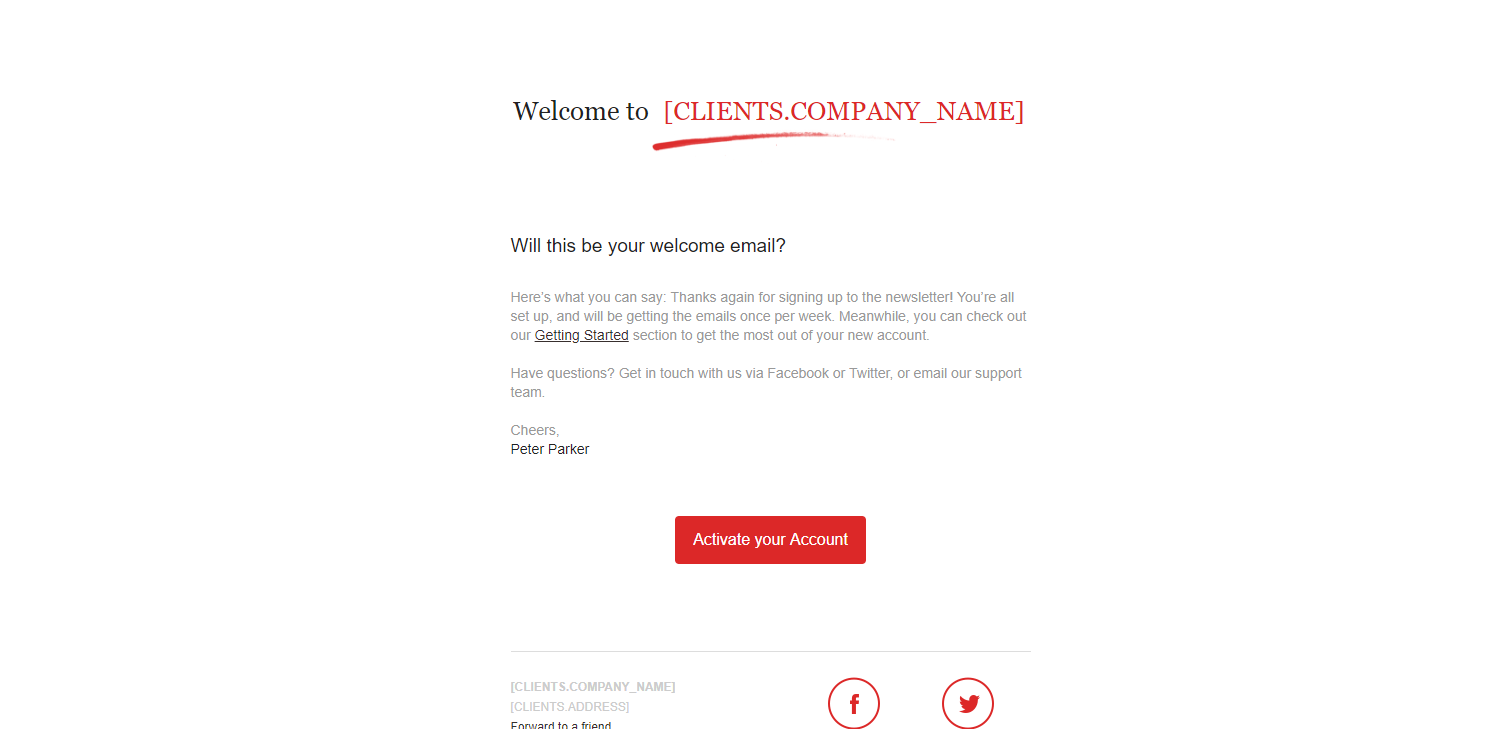 Welcome to [CLIENTS.COMPANY_NAME]
Will this be your welcome email?
Here’s what you can say: Thanks again for signing up to the newsletter! You’re all
set up, and will be getting the emails once per week. Meanwhile, you can check out
our Getting Started section to get the most out of your new account.
Have questions? Get in touch with us via Facebook or Twitter, or email our support
team.
Cheers,
Peter Parker
Activate your Account
[CLIENTS.COMPANY_NAME]
[CLIENTS.ADDRESS]
Forward to a friend